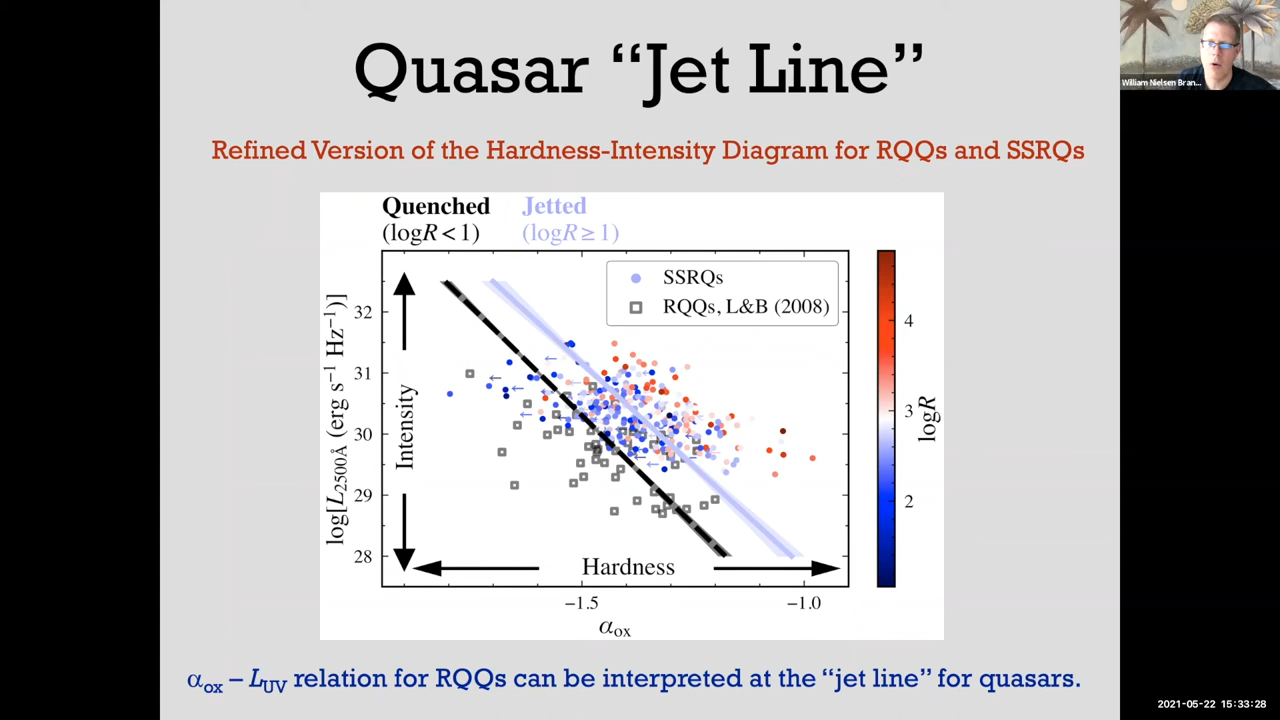 Quasar “Jet Line”
William Nielsen Bran...
Refined Version of the Hardness-Intensity Diagram for RQQs and SSRQs
Quenched
(logR < 1)
Jetted
(logR ≥ 1)
SSRQs
RQQs, L&B (2008)
log[L2500Å (erg s−1 Hz−1)]
32
31
30
29
28
Intensity
Hardness
−1.5
−1.0
αox
4
3
2
logR
αox – LUV relation for RQQs can be interpreted at the “jet line” for quasars.
2021-05-22 15:33:28